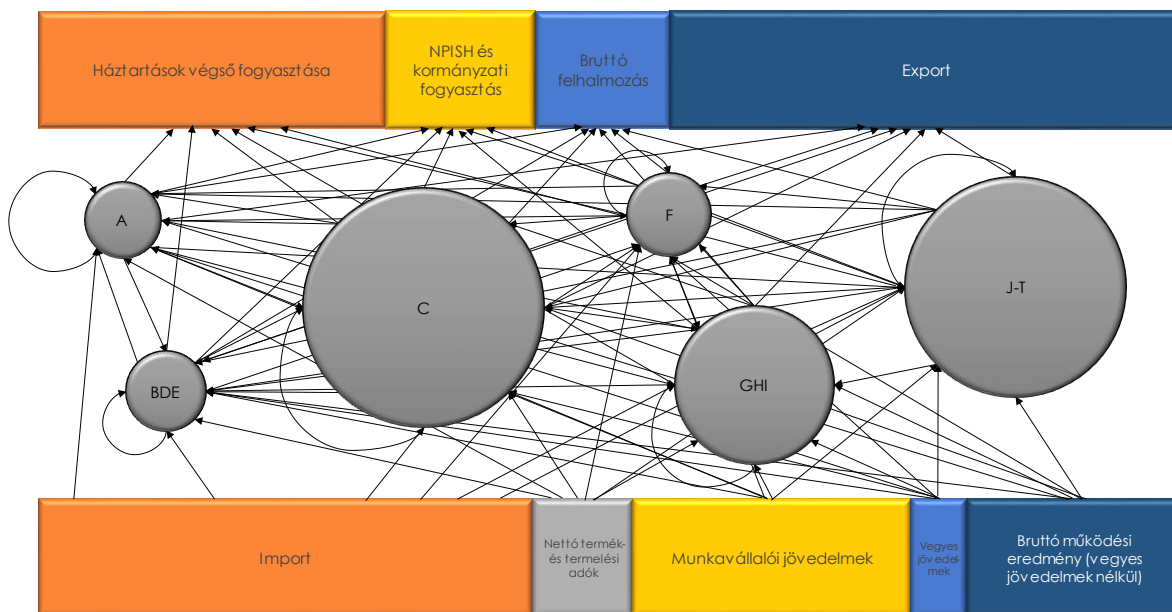 Háztartások végső fogyasztása
NPISH és
kormányzati
fogyasztás
Bruttó
felhalmozás
Export
A
F
J-T
C
BDE
GHI
Import
Nettó termék-
és termelési
adók
Munkavállalói jövedelmek
Vegyes
jövedel-
mek
Bruttó működési
eredmény (vegyes
jövedelmek nélkül)